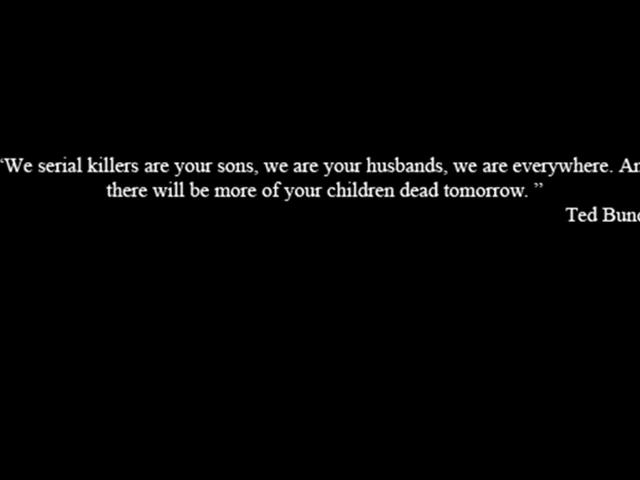 “We serial killers are your sons, we are your husbands, we are everywhere. An
there will be more of your children dead tomorrow. ”
Ted Bund